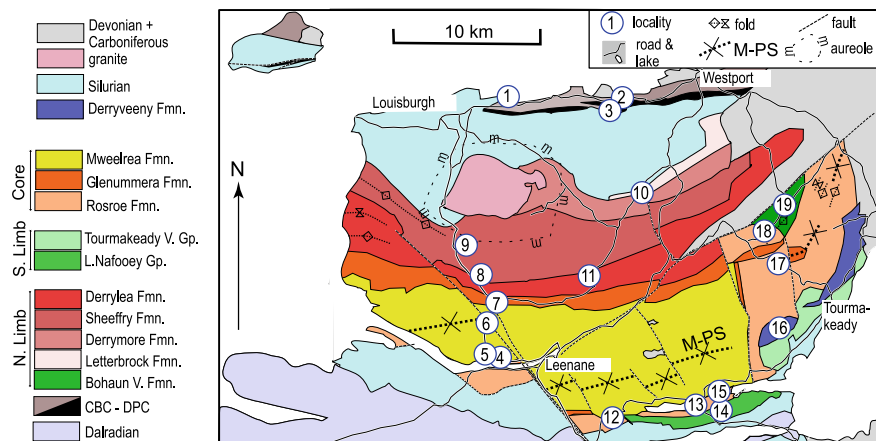 Devonian +
Carboniferous
granite
Silurian
Derryveeny Fmn.
Core
Mweelrea Fmn.
Glenummera Fmn.
Rosroe Fmn.
S. Limb
Tourmakeady V. Gp.
L.Nafooey Gp.
N. Limb
Derrylea Fmn.
Sheeffry Fmn.
Derrymore Fmn.
Letterbrock Fmn.
Bohaun V. Fmn.
CBC - DPC
Dalradian
10 km
1 locality
fold
fault
road &
lake
M-PS
m
aureole
N
Louisburgh
Westport
1
2
3
m
m
m
m
10
19
18
17
9
8
11
7
6
5
4
16
Tourma-
keady
M-PS
Leenane
15
13
14
12